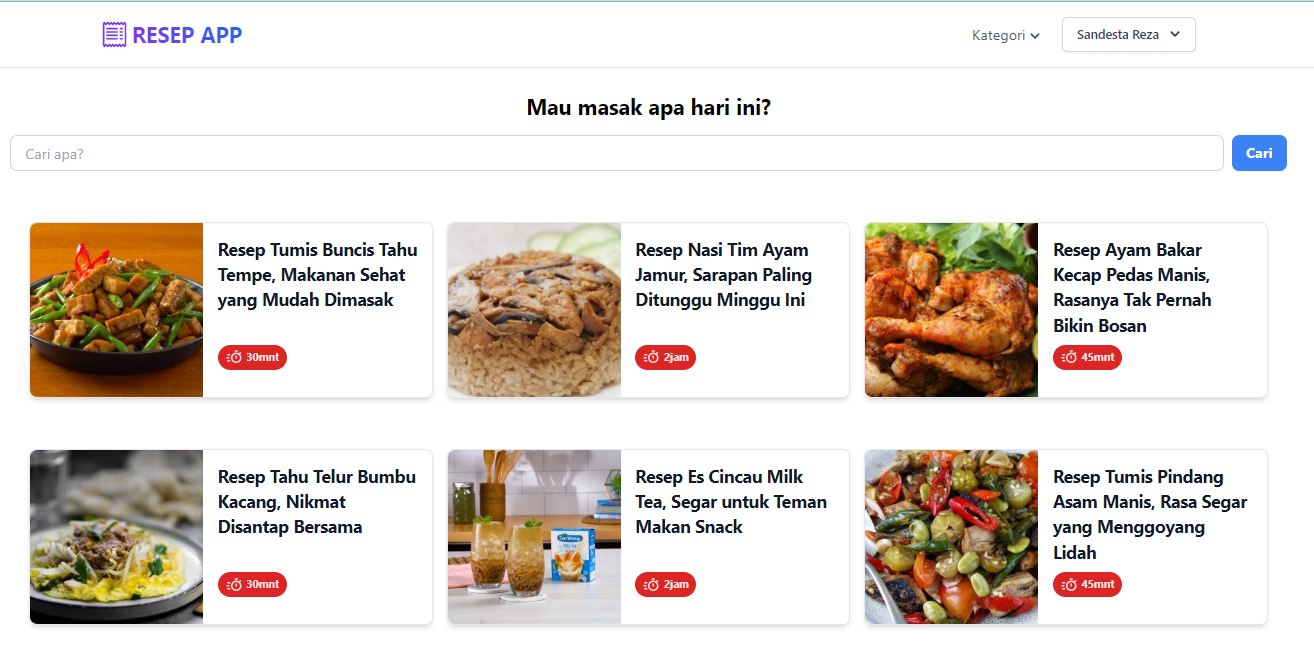 RESEP APP
Kategori
Sandesta Reza
Mau masak apa hari ini?
Cari apa?
Cari
Resep Tumis Buncis Tahu
Tempe, Makanan Sehat
yang Mudah Dimasak
30mnt
Resep Nasi Tim Ayam
Jamur, Sarapan Paling
Ditunggu Minggu Ini
2jam
Resep Ayam Bakar
Kecap Pedas Manis,
Rasanya Tak Pernah
Bikin Bosan
45mnt
Resep Tahu Telur Bumbu
Kacang, Nikmat
Disantap Bersama
30mnt
Resep Es Cincau Milk
Tea, Segar untuk Teman
Makan Snack
2jam
Resep Tumis Pindang
Asam Manis, Rasa Segar
yang Menggoyang
Lidah
45mnt